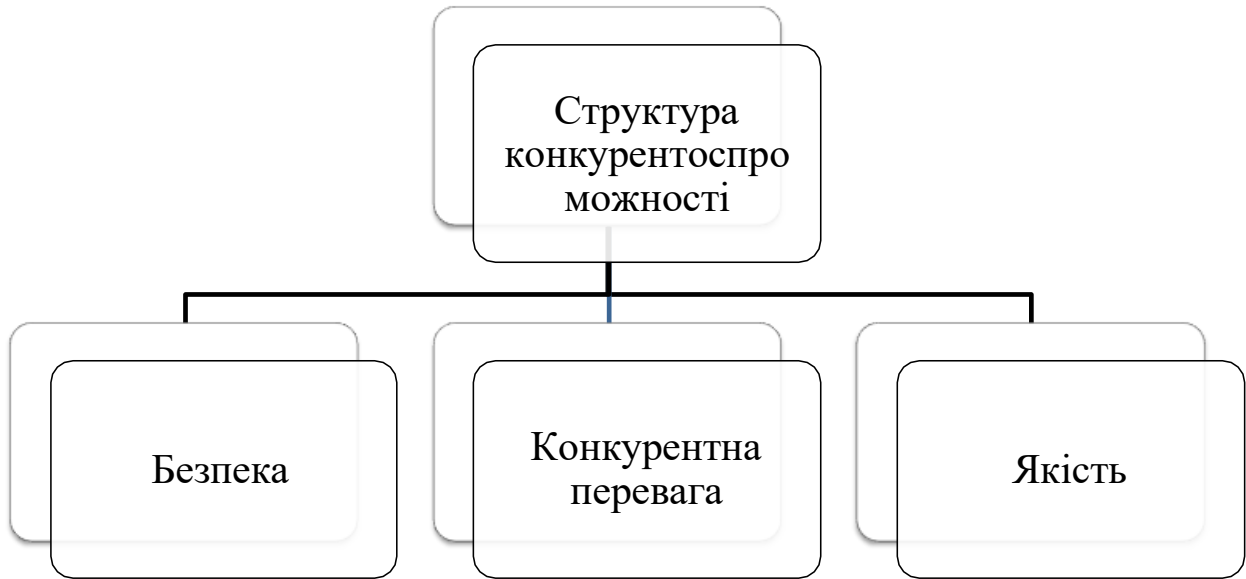 Структура
конкурентоспро
можності
Безпека
Конкурентна
перевага
Якість